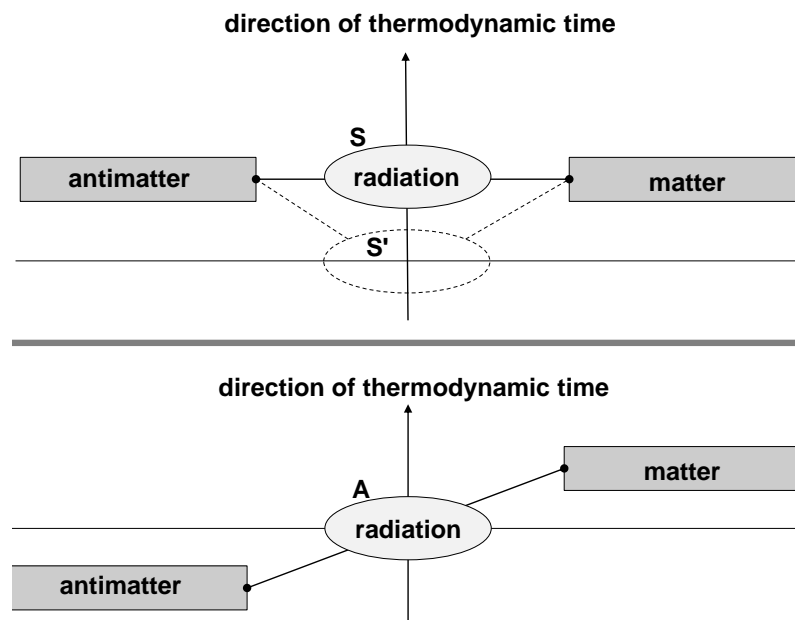 direction of thermodynamic time
S
antimatter
radiation
matter
S'
direction of thermodynamic time
matter
A
radiation
antimatter